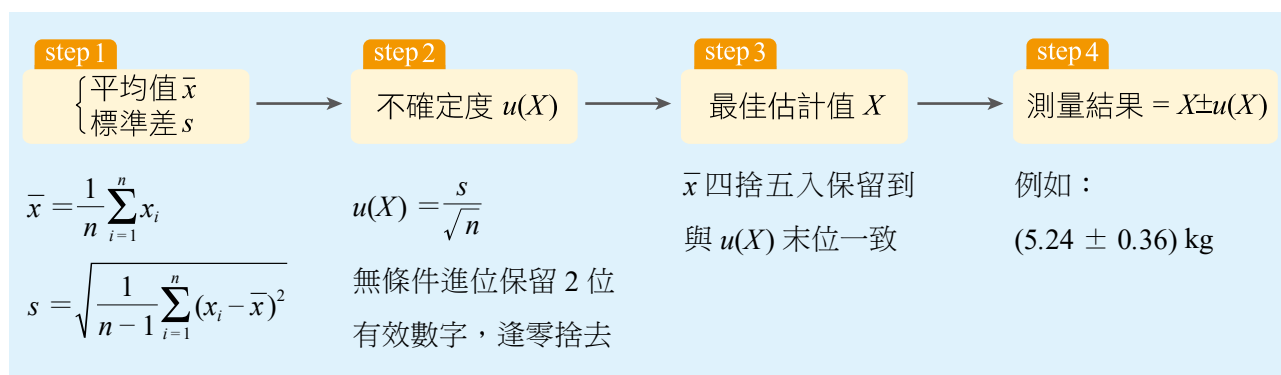 step 1
平均值 x̄
標準差 s
x̄ = 1/n ∑_{i=1}^{n} x_i
s = √(1/(n−1) ∑_{i=1}^{n} (x_i − x̄)²)
step 2
不確定度 u(X)
u(X) = s/√n
無條件進位保留 2 位
有效數字，逢零捨去
step 3
最佳估計值 X
x̄ 四捨五入保留到
與 u(X) 末位一致
step 4
測量結果 = X±u(X)
例如：
(5.24 ± 0.36) kg